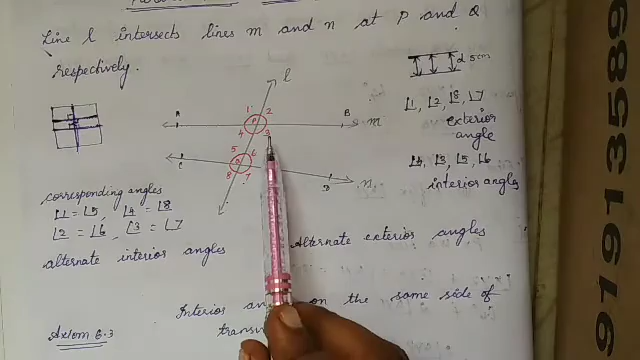 Line l intersects lines m and n at P and Q
respectively.
d 5cm
l
1 2
A B
P
m
4 3
5 6
C
Q
8 7
D
n
∠1, ∠2, ∠8, ∠7
exterior
angle
∠4, ∠3, ∠5, ∠6
interior angles
corresponding angles
∠1 = ∠5, ∠4 = ∠8
∠2 = ∠6, ∠3 = ∠7
alternate interior angles
Alternate exterior angles
Interior on the same side of
Axiom 6.3
91913589